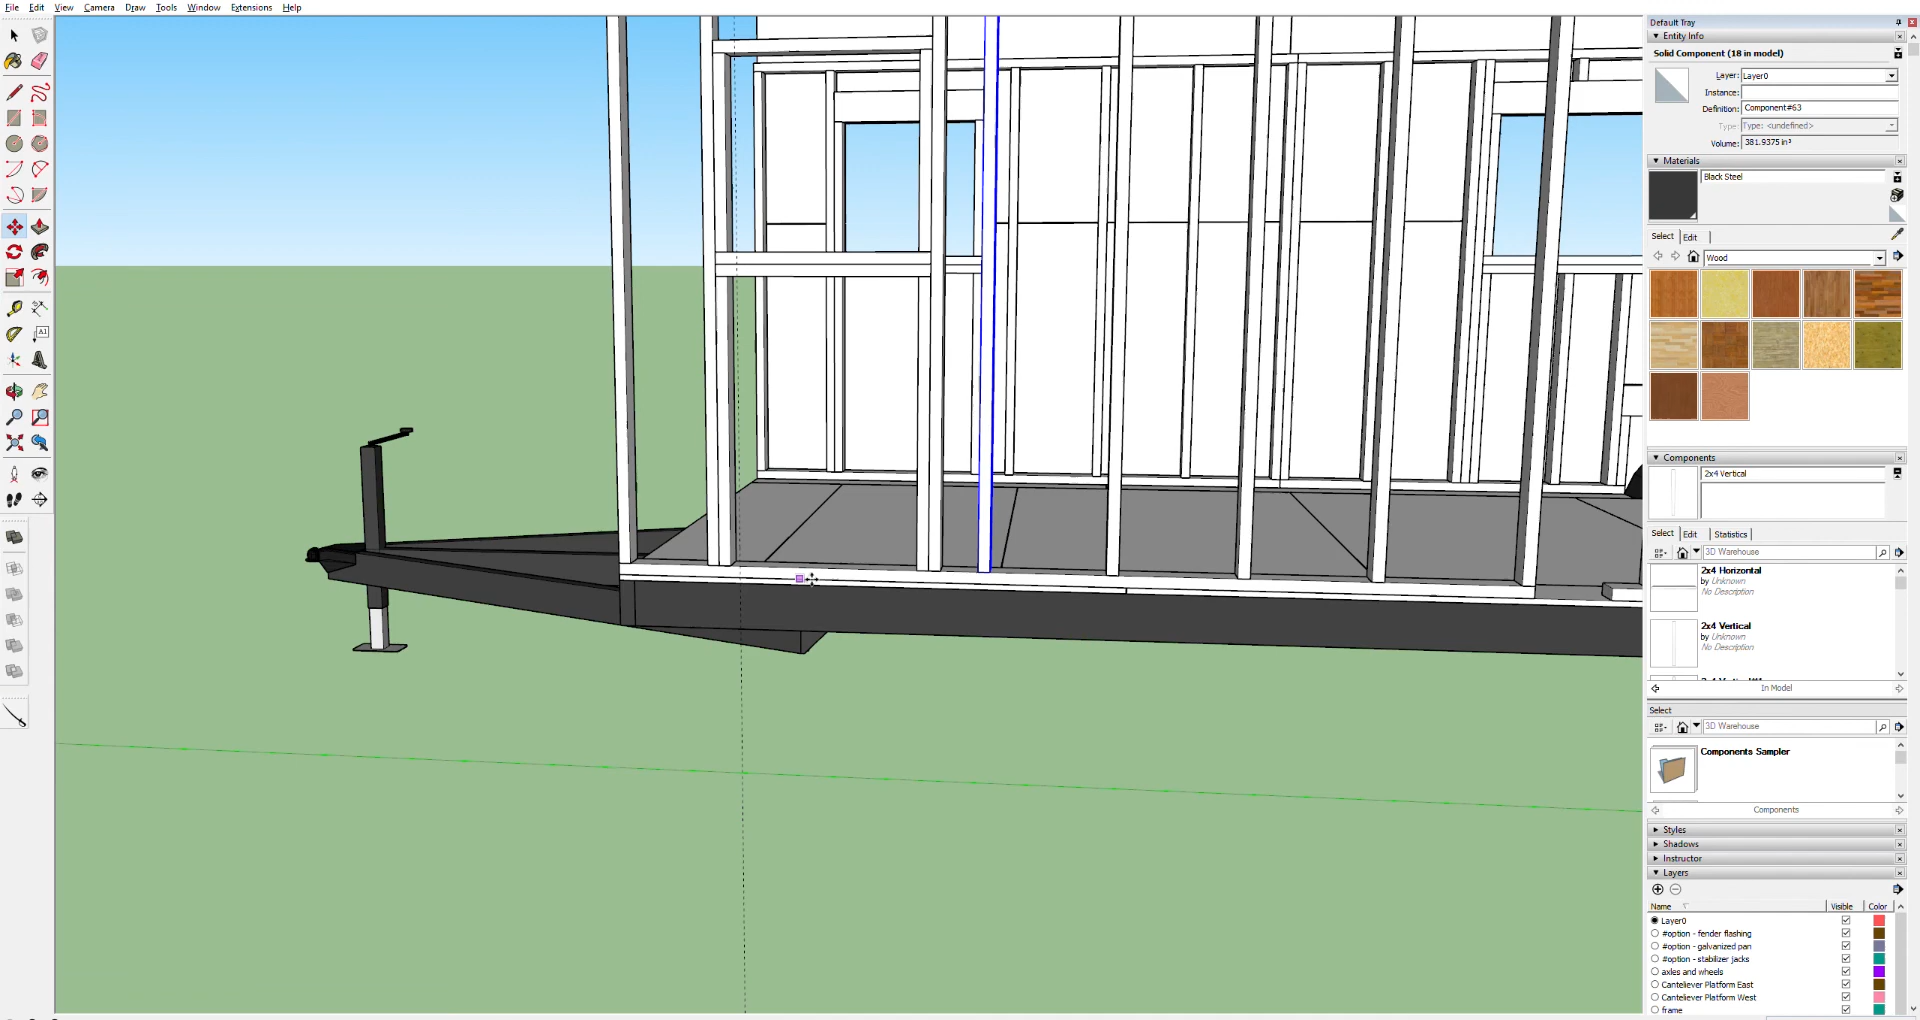 File Edit View Camera Draw Tools Window Extensions Help
Default Tray
Entity Info
Solid Component (18 in model)
Layer: Layer0
Instance:
Definition: Component#63
Type: Type: <undefined>
Volume: 381.9375 in³
Materials
Black Steel
Select Edit
Wood
Components
2x4 Vertical
Select Edit Statistics
3D Warehouse
2x4 Horizontal
by Unknown
No Description
2x4 Vertical
by Unknown
No Description
In Model
Select
3D Warehouse
Components Sampler
Components
Styles
Shadows
Instructor
Layers
Name Visible Color
Layer0
#option - fender flashing
#option - galvanized pan
#option - stabilizer jacks
axles and wheels
Canteliever Platform East
Canteliever Platform West
frame